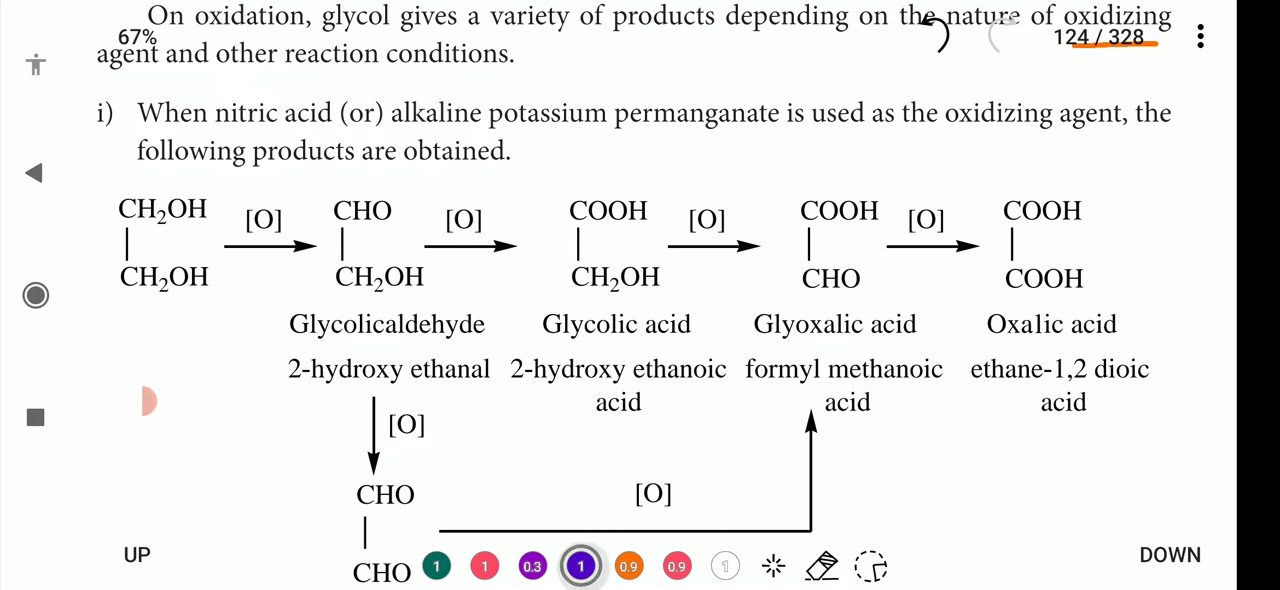 On oxidation, glycol gives a variety of products depending on the nature of oxidizing
67%
124 / 328
agent and other reaction conditions.
i) When nitric acid (or) alkaline potassium permanganate is used as the oxidizing agent, the
following products are obtained.
CH₂OH [O] CHO [O] COOH [O] COOH [O] COOH
CH₂OH CH₂OH CH₂OH CHO COOH
Glycolicaldehyde Glycolic acid Glyoxalic acid Oxalic acid
2-hydroxy ethanal 2-hydroxy ethanoic formyl methanoic ethane-1,2 dioic
acid acid acid
[O]
CHO [O]
UP DOWN
CHO 1 1 0.3 1 0.9 0.9 1